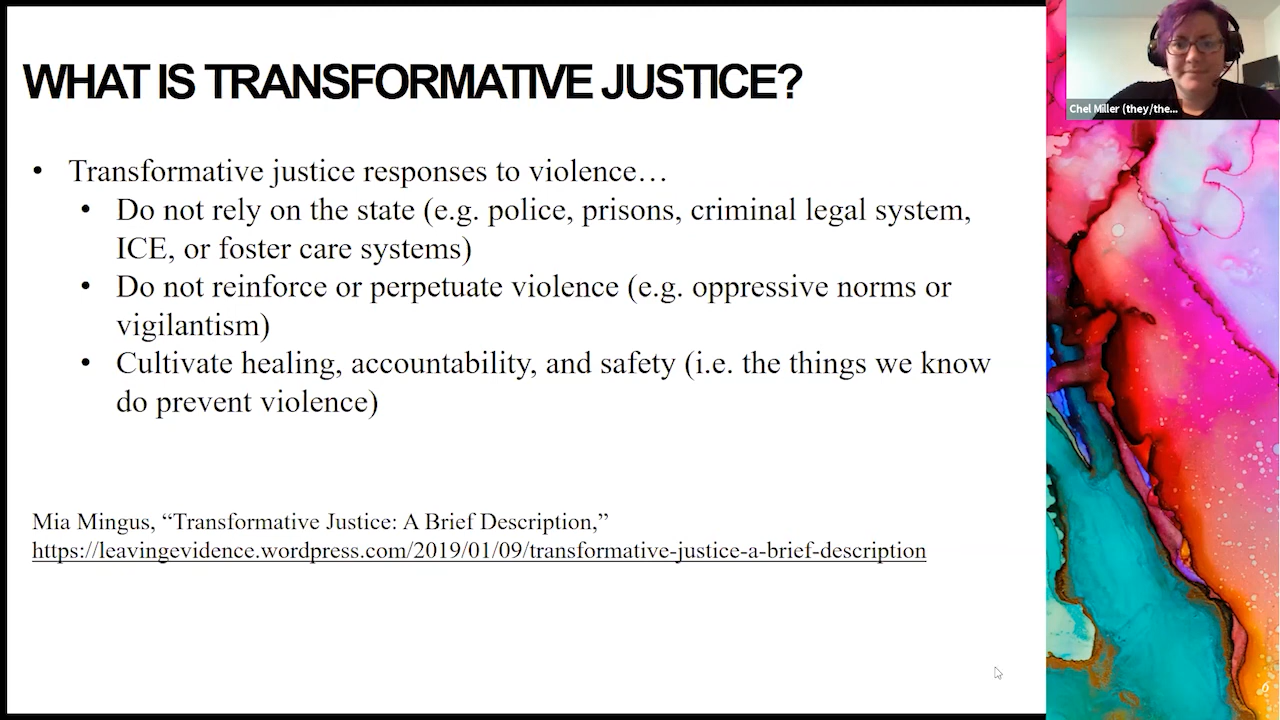 WHAT IS TRANSFORMATIVE JUSTICE?
Chel Miller (they/the...
• Transformative justice responses to violence…
• Do not rely on the state (e.g. police, prisons, criminal legal system,
ICE, or foster care systems)
• Do not reinforce or perpetuate violence (e.g. oppressive norms or
vigilantism)
• Cultivate healing, accountability, and safety (i.e. the things we know
do prevent violence)
Mia Mingus, “Transformative Justice: A Brief Description,”
https://leavingevidence.wordpress.com/2019/01/09/transformative-justice-a-brief-description